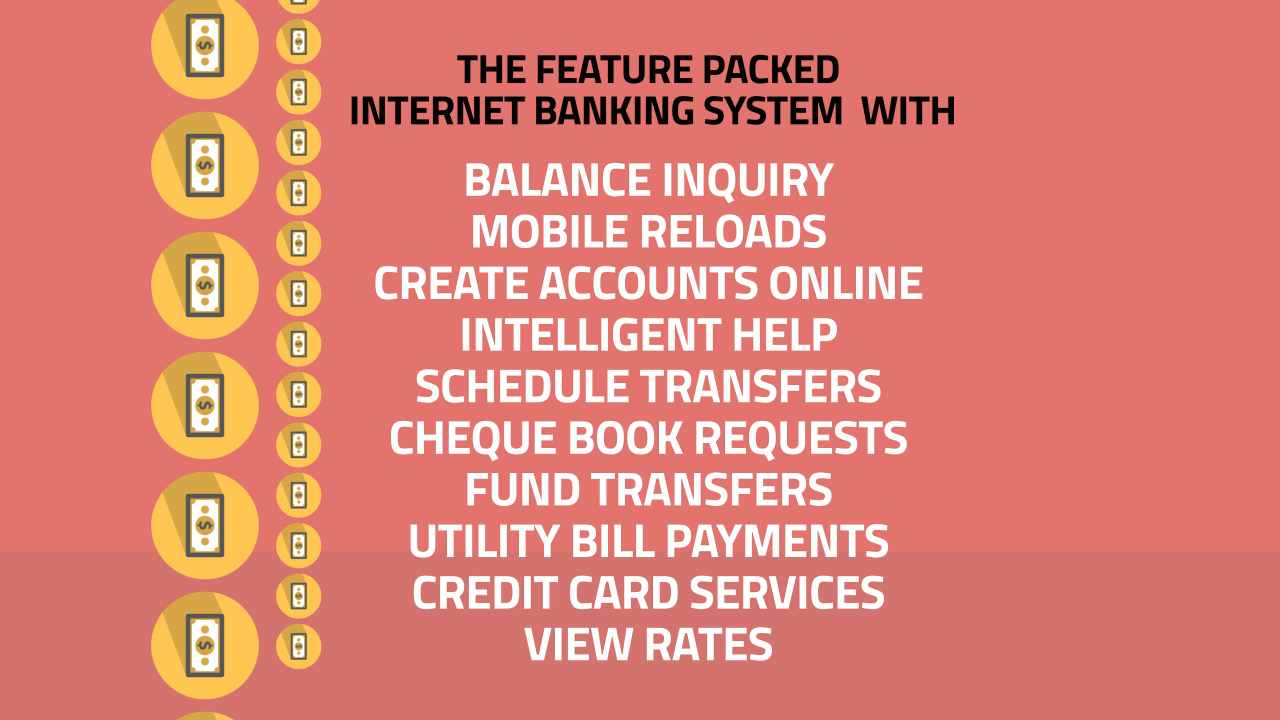 THE FEATURE PACKED
INTERNET BANKING SYSTEM  WITH
BALANCE INQUIRY
MOBILE RELOADS
CREATE ACCOUNTS ONLINE
INTELLIGENT HELP
SCHEDULE TRANSFERS
CHEQUE BOOK REQUESTS
FUND TRANSFERS
UTILITY BILL PAYMENTS
CREDIT CARD SERVICES
VIEW RATES